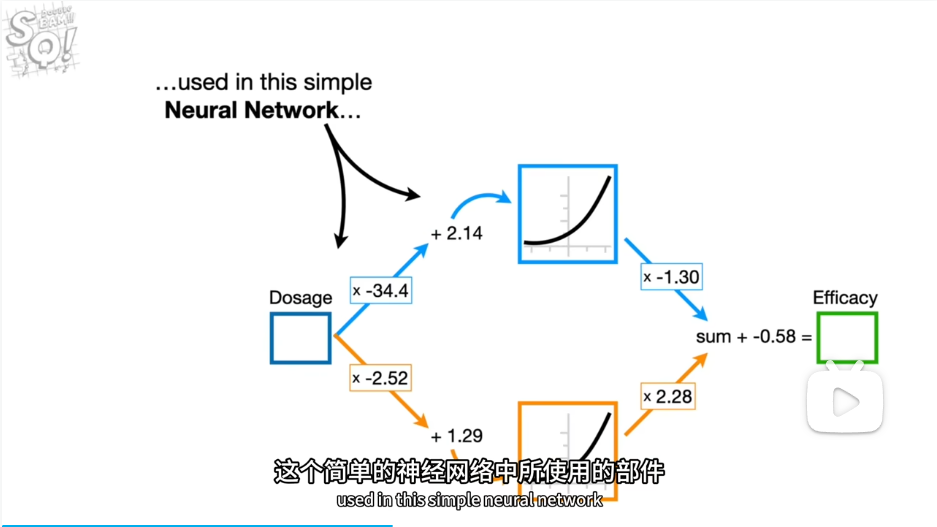 SQ!
…used in this simple
Neural Network…
+ 2.14
x -34.4
x -1.30
Dosage
Efficacy
sum + -0.58 =
x -2.52
x 2.28
+ 1.29
这个简单的神经网络中所使用的部件
used in this simple neural network